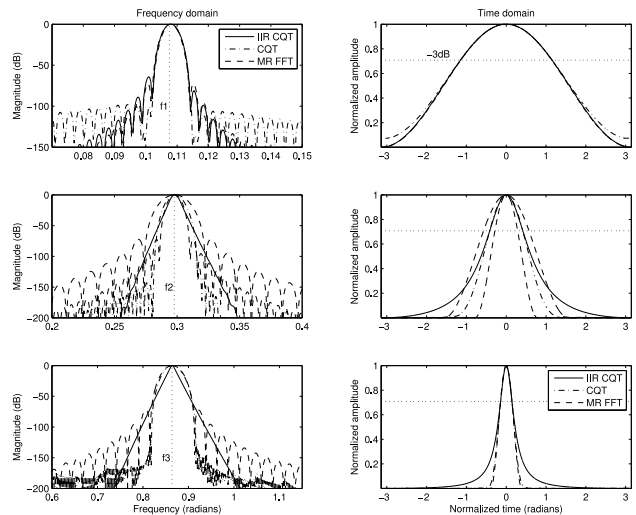 Frequency domain
Time domain
Magnitude (dB)
0
−50
−100
−150
0.08 0.09 0.1 0.11 0.12 0.13 0.14 0.15
f1
IIR CQT
CQT
MR FFT
Normalized amplitude
1
0.8
0.6
0.4
0.2
−3 −2 −1 0 1 2 3
−3dB
Magnitude (dB)
0
−50
−100
−150
−200
0.2 0.25 0.3 0.35 0.4
f2
Normalized amplitude
1
0.8
0.6
0.4
0.2
−3 −2 −1 0 1 2 3
Magnitude (dB)
0
−50
−100
−150
−200
0.6 0.7 0.8 0.9 1 1.1
f3
Frequency (radians)
Normalized amplitude
1
0.8
0.6
0.4
0.2
−3 −2 −1 0 1 2 3
IIR CQT
CQT
MR FFT
Normalized time (radians)